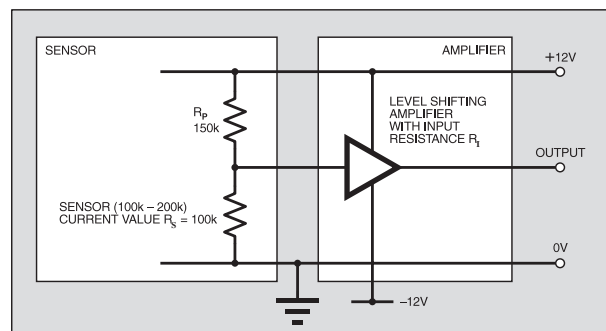 SENSOR
AMPLIFIER
+12V
R_P
150k
LEVEL SHIFTING
AMPLIFIER
WITH INPUT
RESISTANCE R_I
OUTPUT
SENSOR (100k – 200k)
CURRENT VALUE R_S = 100k
0V
–12V